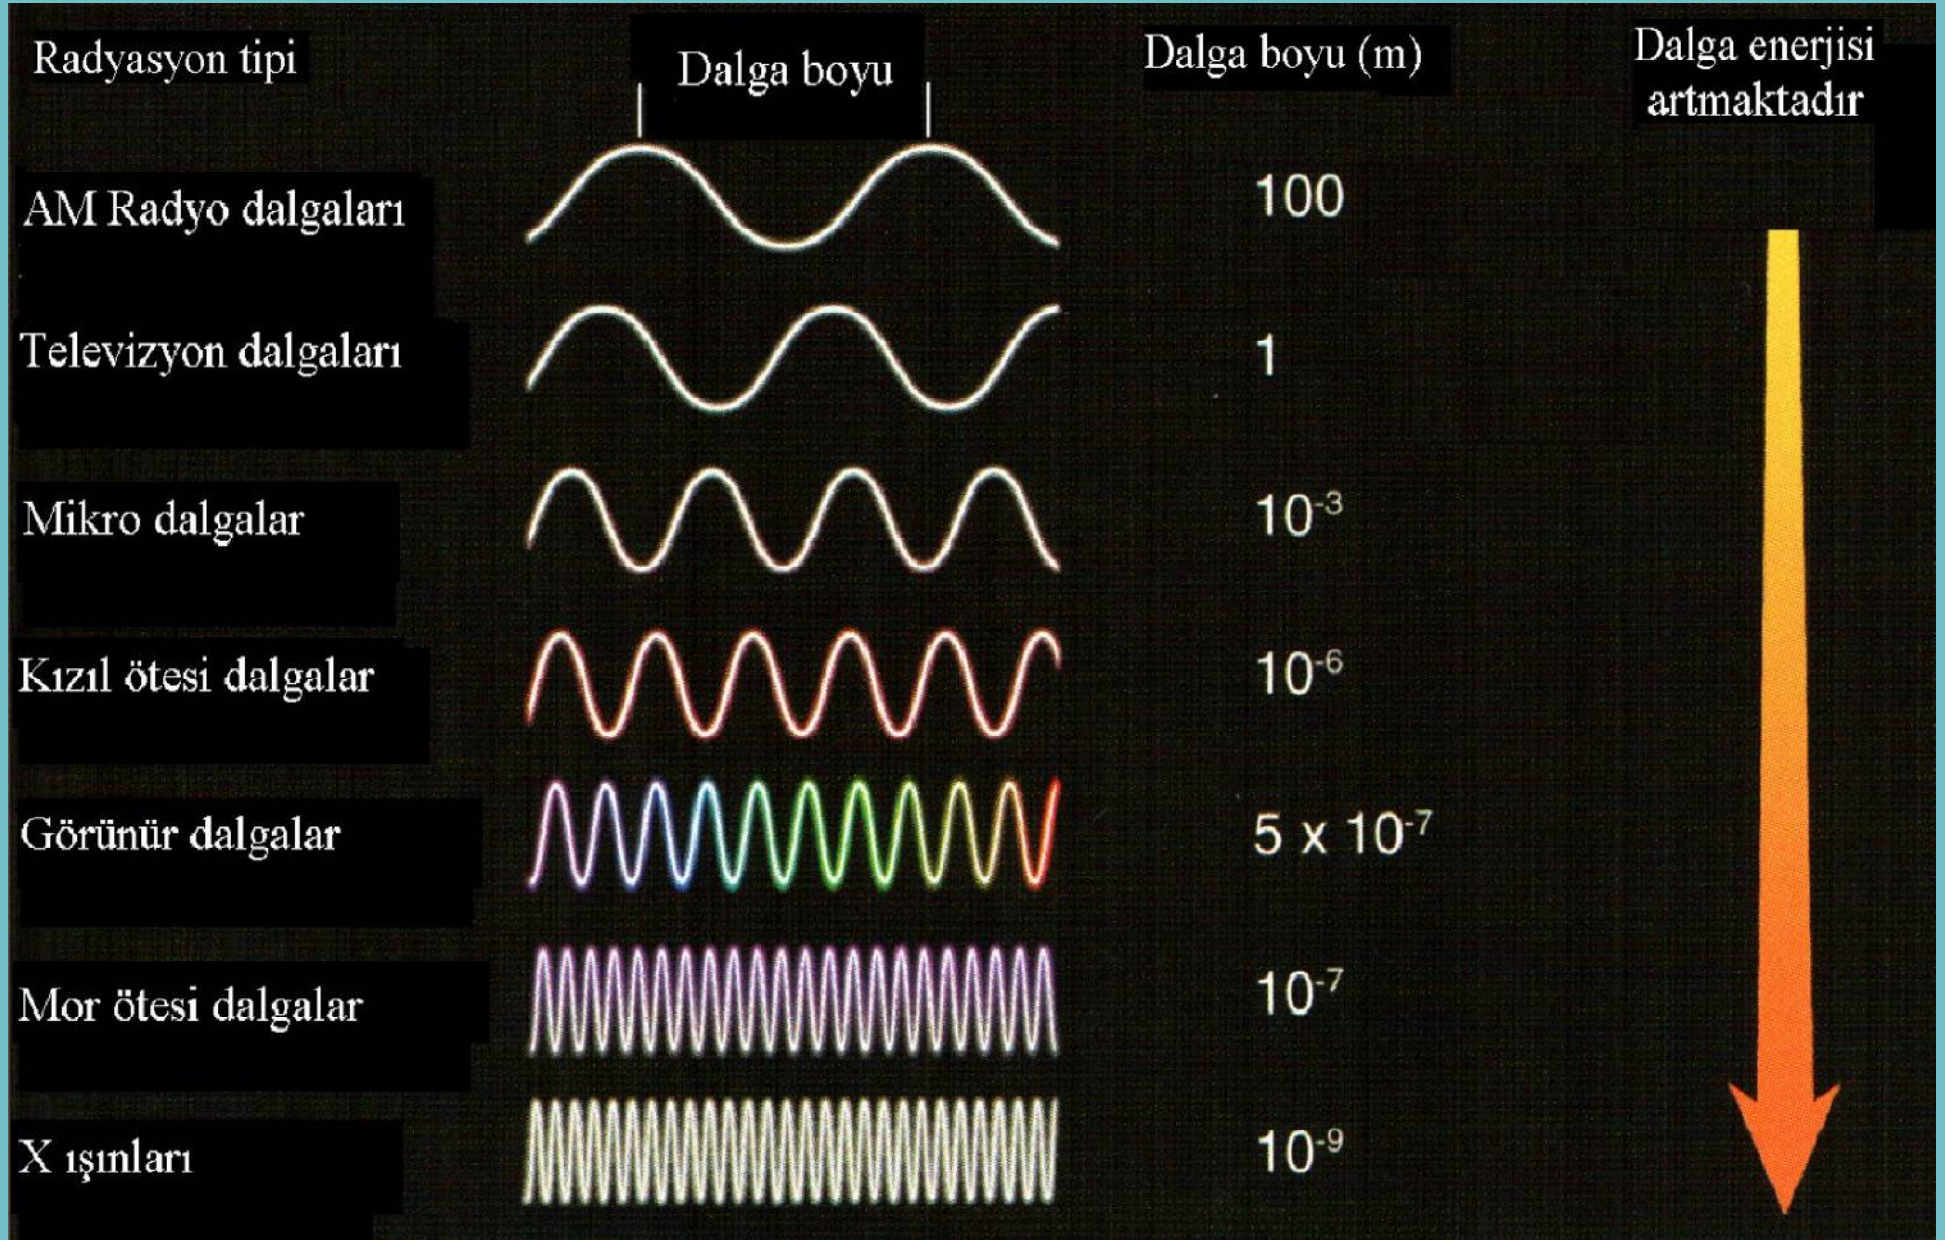 Radyasyon tipi
Dalga boyu
Dalga boyu (m)
Dalga enerjisi
artmaktadır
AM Radyo dalgaları
100
Televizyon dalgaları
1
Mikro dalgalar
10⁻³
Kızıl ötesi dalgalar
10⁻⁶
Görünür dalgalar
5 x 10⁻⁷
Mor ötesi dalgalar
10⁻⁷
X ışınları
10⁻⁹